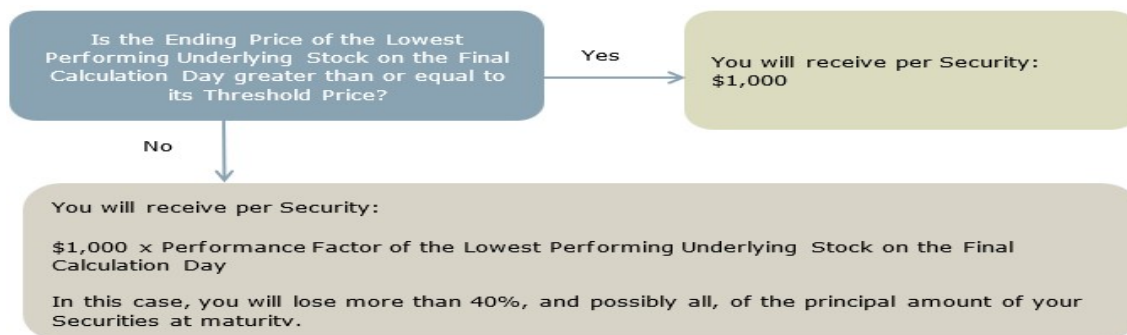 Is the Ending Price of the Lowest
Performing Underlying Stock on the Final
Calculation Day greater than or equal to
its Threshold Price?
Yes
You will receive per Security:
$1,000
No
You will receive per Security:
$1,000 x Performance Factor of the Lowest Performing Underlying Stock on the Final
Calculation Day
In this case, you will lose more than 40%, and possibly all, of the principal amount of your
Securities at maturity.